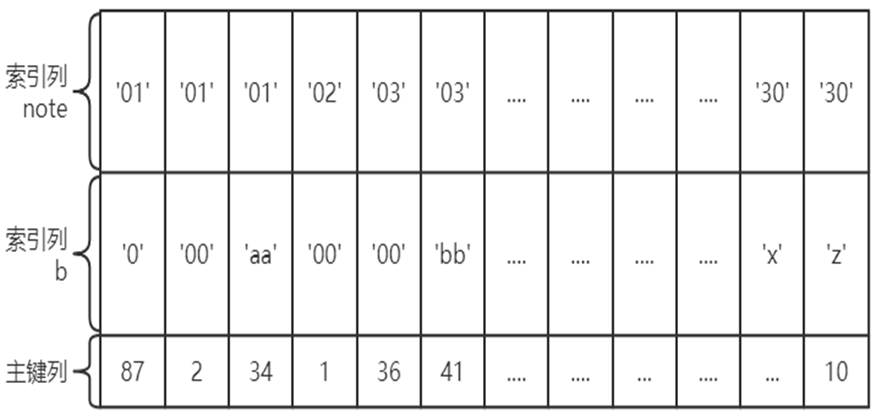 索引列
note
'01' '01' '01' '02' '03' '03' .... .... .... .... '30' '30'
索引列
b
'0' '00' 'aa' '00' '00' 'bb' .... .... .... .... 'x' 'z'
主键列
87 2 34 1 36 41 .... .... ... .... ... 10